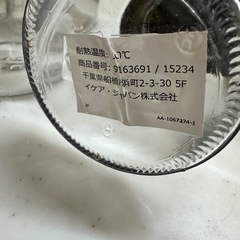 耐熱温度: 0℃
商品番号: 9163691 / 15234
千葉県船橋市浜町2-3-30 5F
イケア・ジャパン株式会社
AA-1067374-1